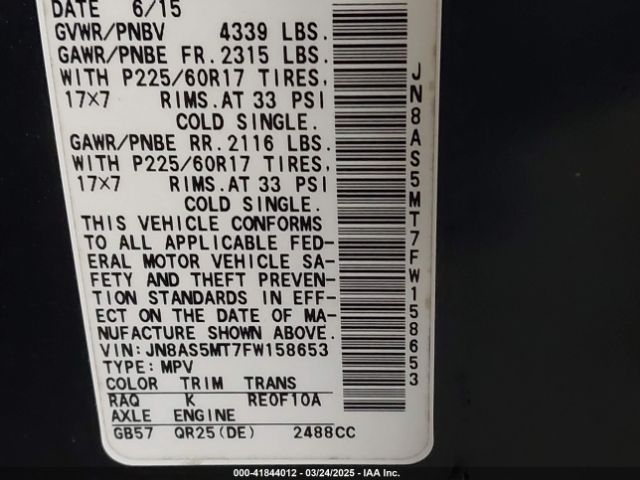 DATE 6/15
GVWR/PNBV 4339 LBS.
GAWR/PNBE FR. 2315 LBS.
WITH P225/60R17 TIRES,
17×7 RIMS. AT 33 PSI
COLD SINGLE.
GAWR/PNBE RR. 2116 LBS.
WITH P225/60R17 TIRES,
17×7 RIMS. AT 33 PSI
COLD SINGLE.
THIS VEHICLE CONFORMS
TO ALL APPLICABLE FED-
ERAL MOTOR VEHICLE SA-
FETY AND THEFT PREVEN-
TION STANDARDS IN EFF-
ECT ON THE DATE OF MA-
NUFACTURE SHOWN ABOVE.
VIN: JN8AS5MT7FW158653
TYPE: MPV
COLOR TRIM TRANS
RAQ K RE0F10A
AXLE ENGINE
GB57 QR25(DE) 2488CC
JN8AS5MT7FW158653
000-41844012 - 03/24/2025 - IAA Inc.